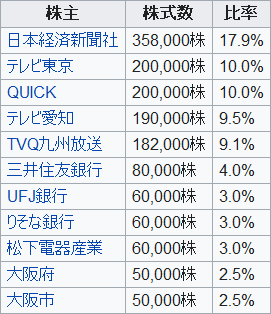 株主 株式数 比率
日本経済新聞社 358,000株 17.9%
テレビ東京 200,000株 10.0%
QUICK 200,000株 10.0%
テレビ愛知 190,000株 9.5%
TVQ九州放送 182,000株 9.1%
三井住友銀行 80,000株 4.0%
UFJ銀行 60,000株 3.0%
りそな銀行 60,000株 3.0%
松下電器産業 60,000株 3.0%
大阪府 50,000株 2.5%
大阪市 50,000株 2.5%